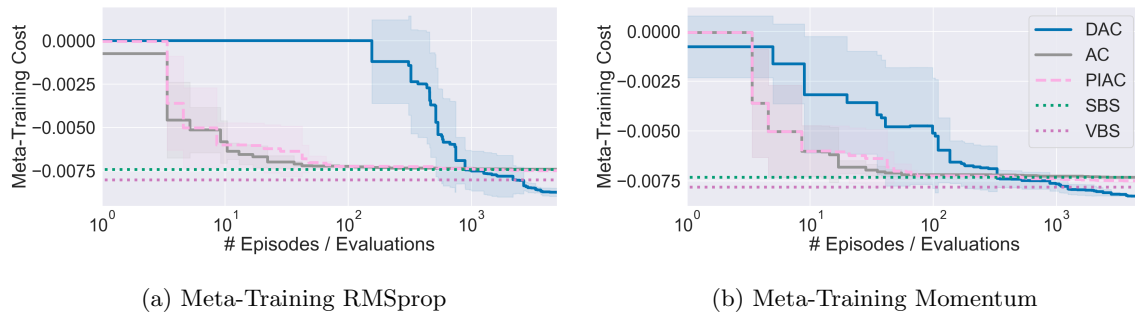 Meta-Training Cost
0.0000
−0.0025
−0.0050
−0.0075
10^0
10^1
10^2
10^3
# Episodes / Evaluations
(a) Meta-Training RMSprop
Meta-Training Cost
0.0000
−0.0025
−0.0050
−0.0075
10^0
10^1
10^2
10^3
# Episodes / Evaluations
DAC
AC
PIAC
SBS
VBS
(b) Meta-Training Momentum